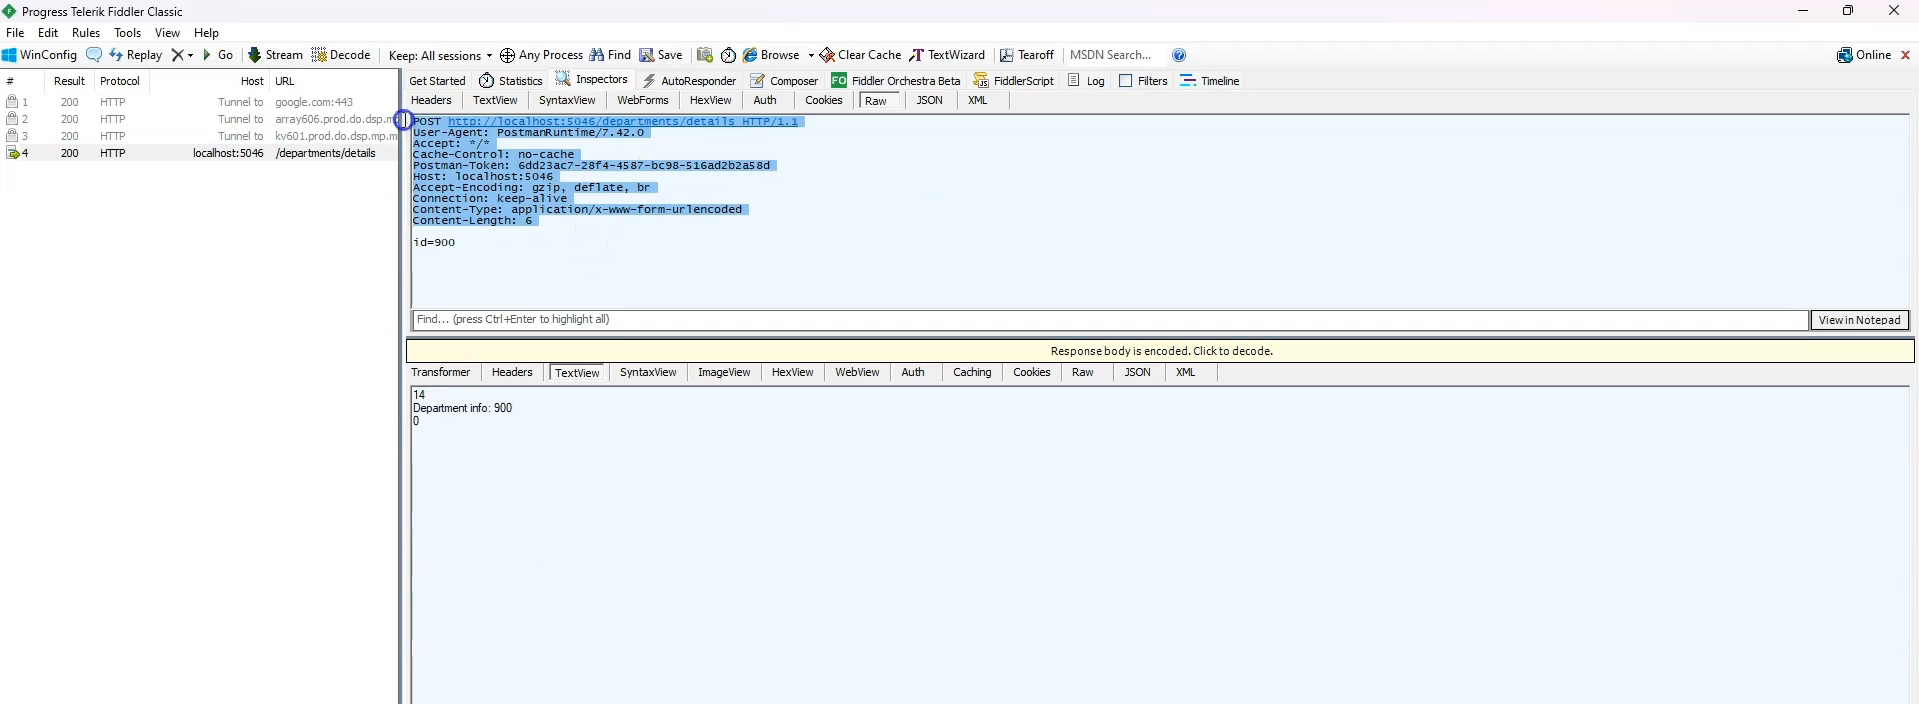 Progress Telerik Fiddler Classic
File Edit Rules Tools View Help
WinConfig Replay Go Stream Decode Keep: All sessions Any Process Find Save Browse Clear Cache TextWizard Tearoff MSDN Search... Online
# Result Protocol Host URL
1 200 HTTP Tunnel to google.com:443
2 200 HTTP Tunnel to array606.prod.do.dsp.m
3 200 HTTP Tunnel to kv601.prod.do.dsp.mp.m
4 200 HTTP localhost:5046 /departments/details
Get Started Statistics Inspectors AutoResponder Composer FO Fiddler Orchestra Beta FiddlerScript Log Filters Timeline
Headers TextView SyntaxView WebForms HexView Auth Cookies Raw JSON XML
POST http://localhost:5046/departments/details HTTP/1.1
User-Agent: PostmanRuntime/7.42.0
Accept: */*
Cache-Control: no-cache
Postman-Token: 6dd23ac7-28f4-4587-bc98-516ad2b2a58d
Host: localhost:5046
Accept-Encoding: gzip, deflate, br
Connection: keep-alive
Content-Type: application/x-www-form-urlencoded
Content-Length: 6
id=900
Find... (press Ctrl+Enter to highlight all) View in Notepad
Response body is encoded. Click to decode.
Transformer Headers TextView SyntaxView ImageView HexView WebView Auth Caching Cookies Raw JSON XML
14
Department info: 900
0